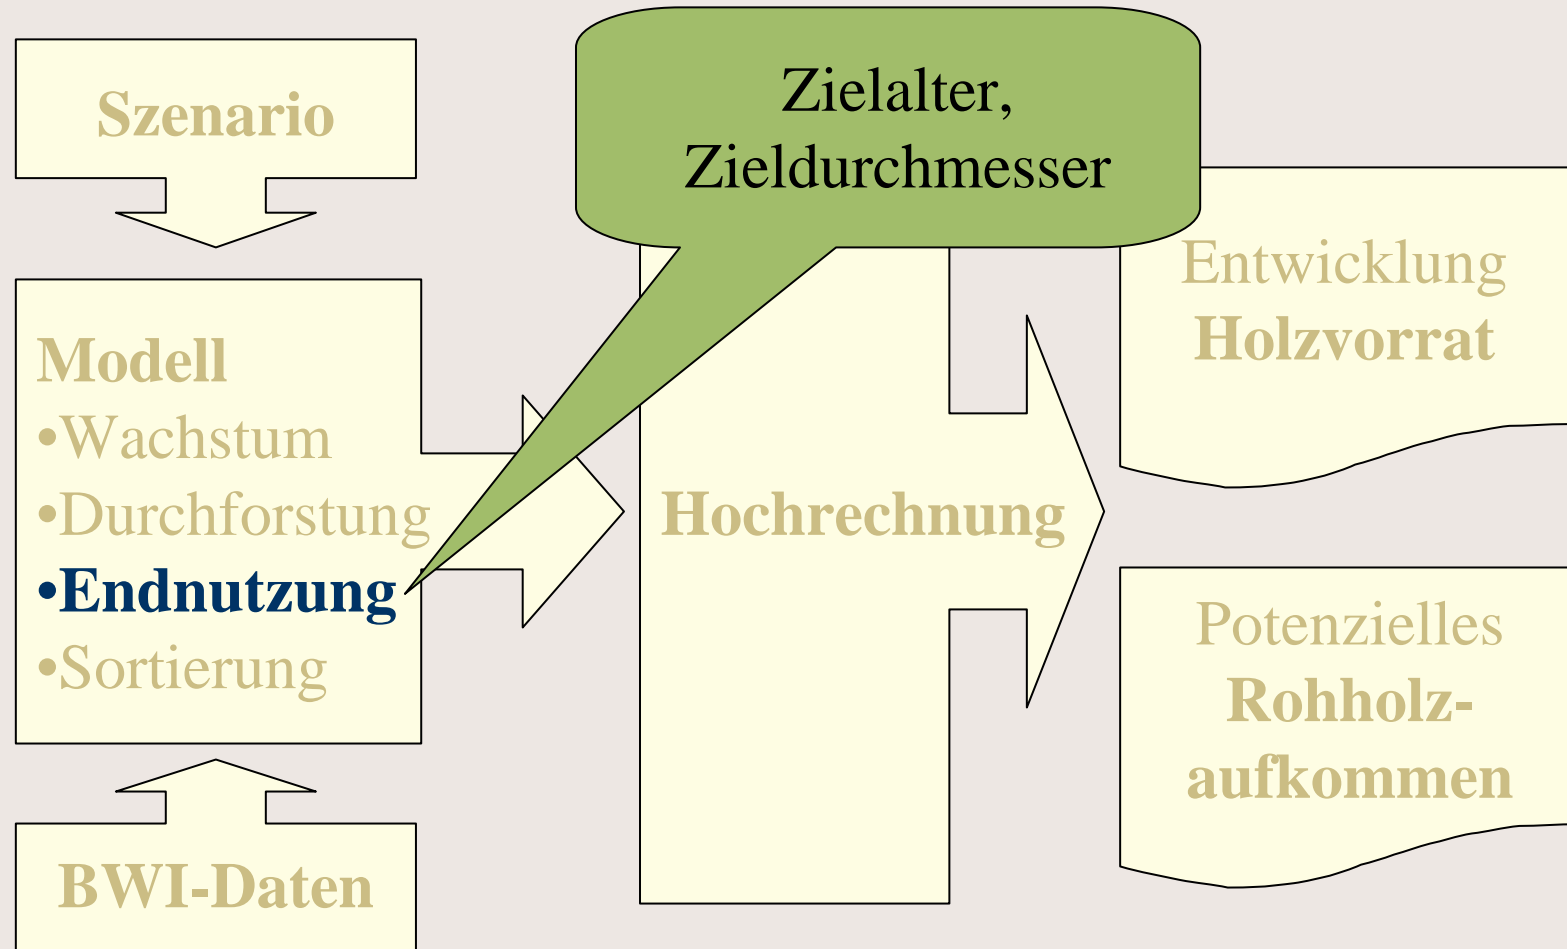 Szenario
Zielalter,
Zieldurchmesser
Modell
•Wachstum
•Durchforstung
•Endnutzung
•Sortierung
BWI-Daten
Hochrechnung
Entwicklung
Holzvorrat
Potenzielles
Rohholz-
aufkommen